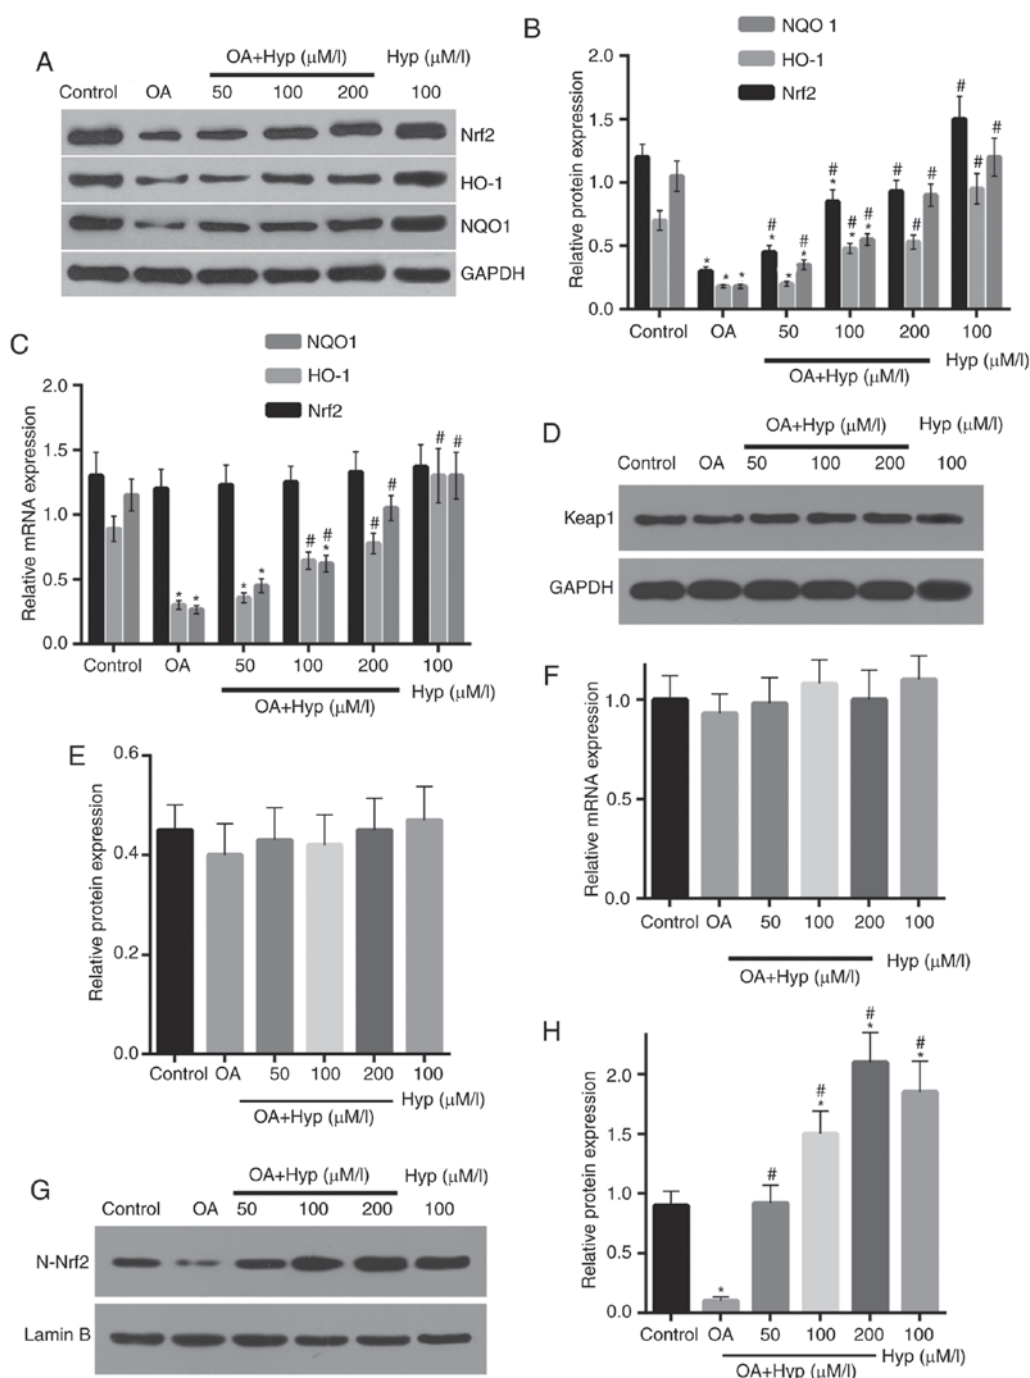 A
OA+Hyp (μM/l) Hyp (μM/l)
Control OA 50 100 200 100
Nrf2
HO-1
NQO1
GAPDH
B
NQO 1
HO-1
Nrf2
Relative protein expression
2.0
1.5
1.0
0.5
0.0
# # # # # # # # # # #
* * * * * * * * *
Control OA 50 100 200 100
OA+Hyp (μM/l) Hyp (μM/l)
C
NQO1
HO-1
Nrf2
Relative mRNA expression
2.0
1.5
1.0
0.5
0.0
* * * * # # * # # # #
Control OA 50 100 200 100
OA+Hyp (μM/l) Hyp (μM/l)
D
OA+Hyp (μM/l) Hyp (μM/l)
Control OA 50 100 200 100
Keap1
GAPDH
E
Relative protein expression
0.6
0.4
0.2
0.0
Control OA 50 100 200 100
OA+Hyp (μM/l) Hyp (μM/l)
F
Relative mRNA expression
1.0
0.5
0.0
Control OA 50 100 200 100
OA+Hyp (μM/l) Hyp (μM/l)
G
OA+Hyp (μM/l) Hyp (μM/l)
Control OA 50 100 200 100
N-Nrf2
Lamin B
H
Relative protein expression
2.0
1.5
1.0
0.5
0.0
* # # * # * # *
Control OA 50 100 200 100
OA+Hyp (μM/l) Hyp (μM/l)